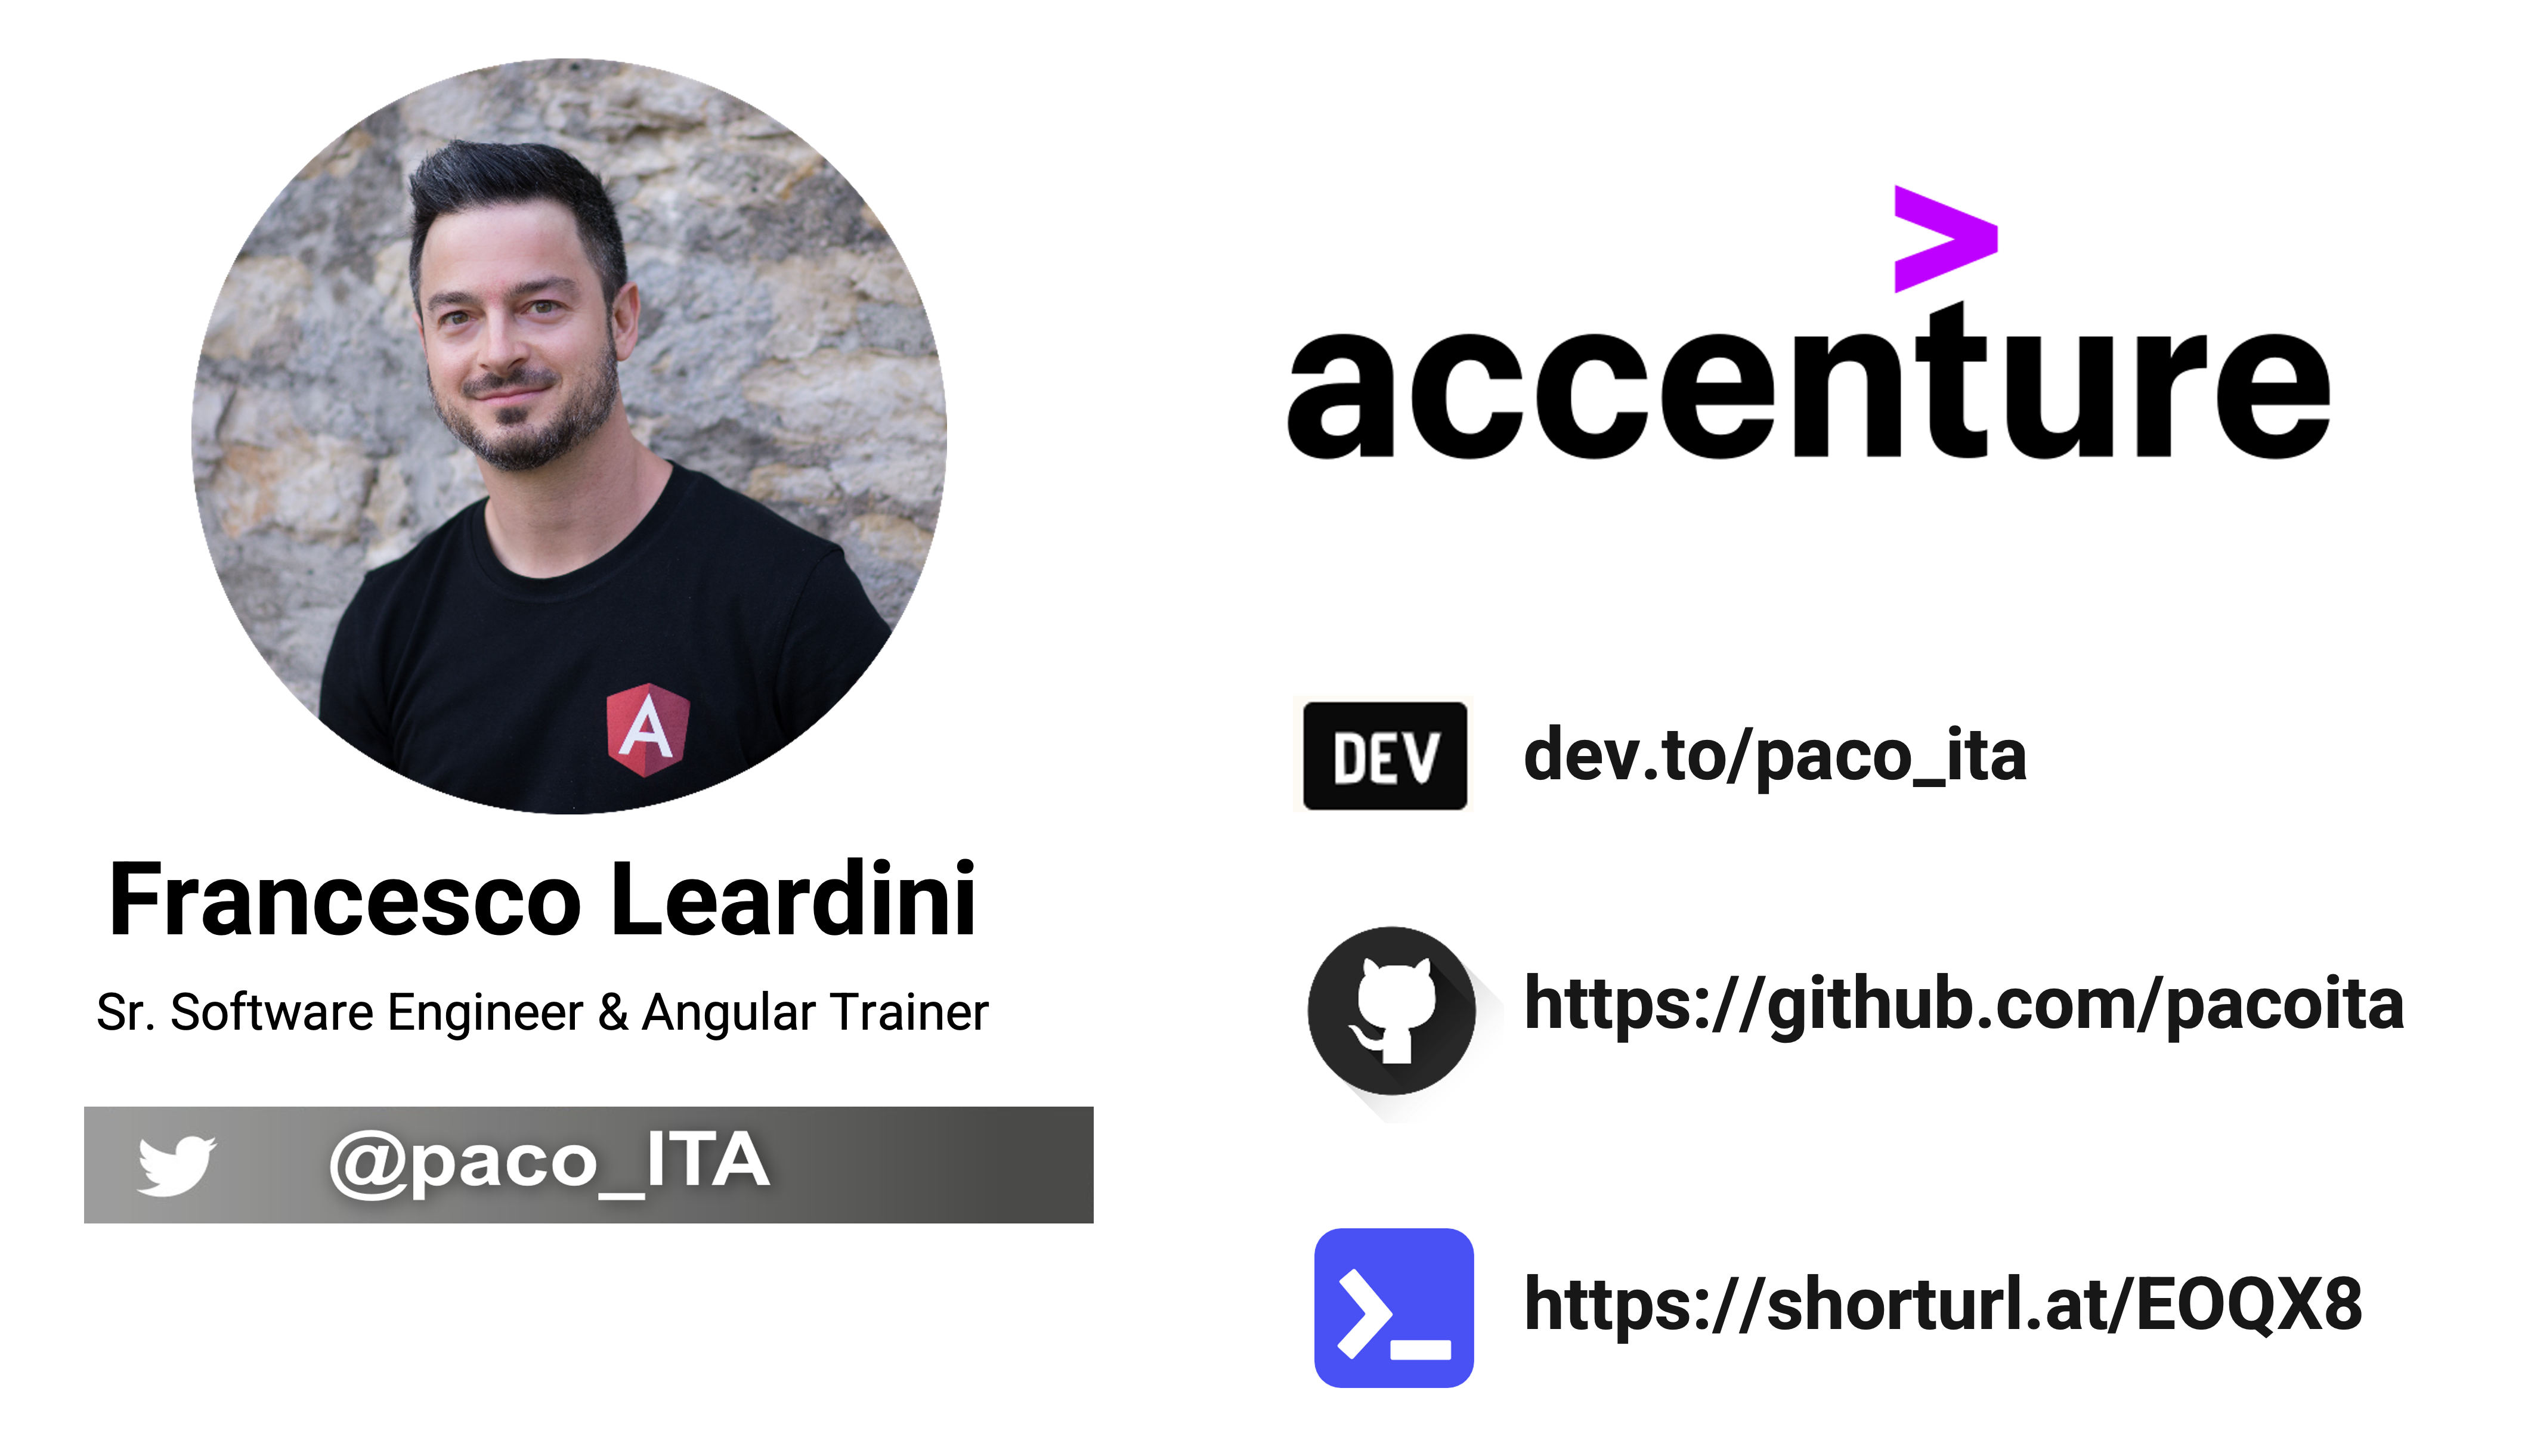 A
Francesco Leardini
Sr. Software Engineer & Angular Trainer
@paco_ITA
>
accenture
DEV dev.to/paco_ita
https://github.com/pacoita
https://shorturl.at/EOQX8